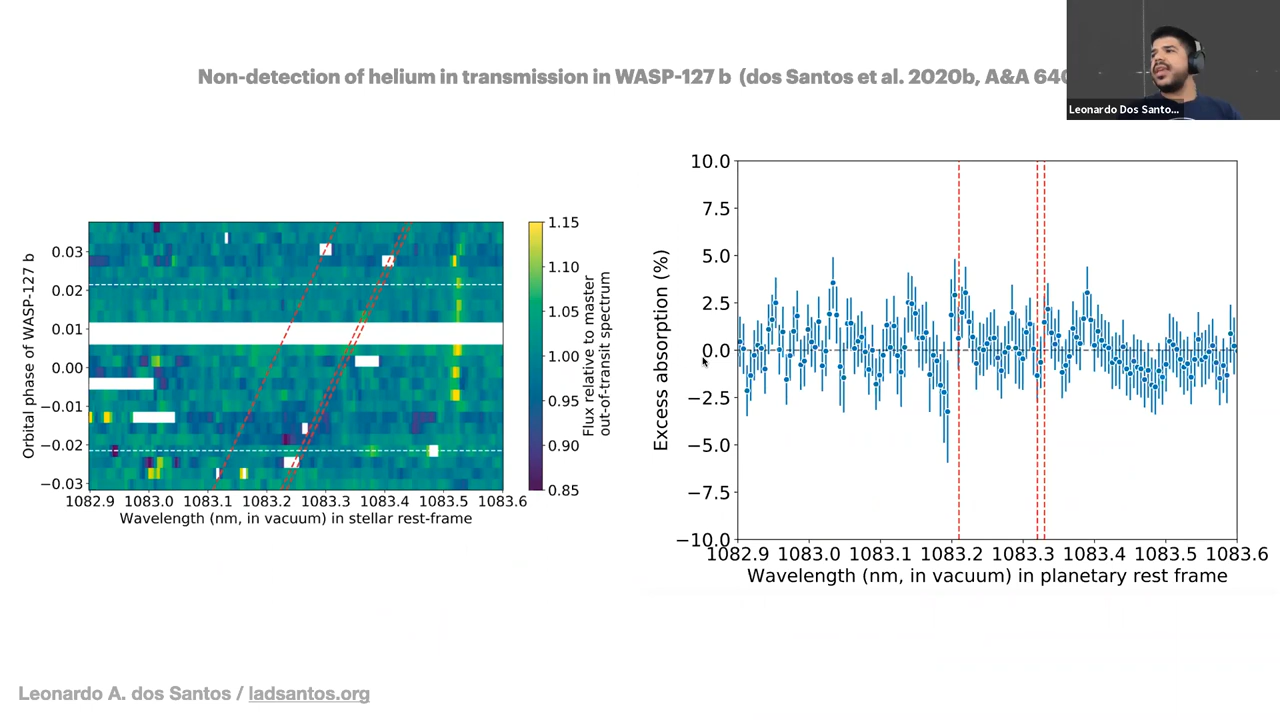 Non-detection of helium in transmission in WASP-127 b (dos Santos et al. 2020b, A&A 640
Leonardo Dos Santo...
Orbital phase of WASP-127 b
0.03
0.02
0.01
0.00
−0.01
−0.02
−0.03
1082.9 1083.0 1083.1 1083.2 1083.3 1083.4 1083.5 1083.6
Wavelength (nm, in vacuum) in stellar rest-frame
1.15
1.10
1.05
1.00
0.95
0.90
0.85
Flux relative to master
out-of-transit spectrum
Excess absorption (%)
10.0
7.5
5.0
2.5
0.0
−2.5
−5.0
−7.5
−10.0
1082.9 1083.0 1083.1 1083.2 1083.3 1083.4 1083.5 1083.6
Wavelength (nm, in vacuum) in planetary rest frame
Leonardo A. dos Santos / ladsantos.org